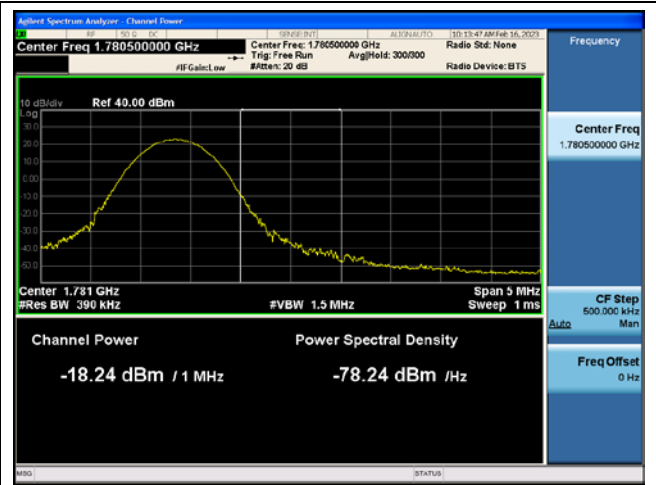 Agilent Spectrum Analyzer - Channel Power
RF 50 Ω DC SENSE:INT ALIGNAUTO 10:13:47 AM Feb 16, 2023
Center Freq 1.780500000 GHz
Center Freq: 1.780500000 GHz
Radio Std: None
Trig: Free Run
Avg|Hold: 300/300
#IFGain:Low
#Atten: 20 dB
Radio Device: BTS
10 dB/div Ref 40.00 dBm
Log
30.0
20.0
10.0
0.00
-10.0
-20.0
-30.0
-40.0
-50.0
Center 1.781 GHz
Span 5 MHz
#Res BW 390 kHz
#VBW 1.5 MHz
Sweep 1 ms
Channel Power
Power Spectral Density
-18.24 dBm / 1 MHz
-78.24 dBm /Hz
MSG
STATUS
Frequency
Center Freq
1.780500000 GHz
CF Step
500.000 kHz
Auto Man
Freq Offset
0 Hz